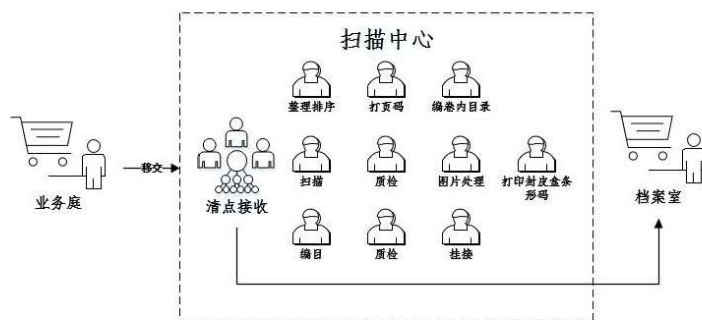 扫描中心
整理排序
打页码
编卷内目录
业务庭
移交
清点接收
扫描
质检
图片处理
打印封皮盒条
形码
编目
质检
挂接
档案室